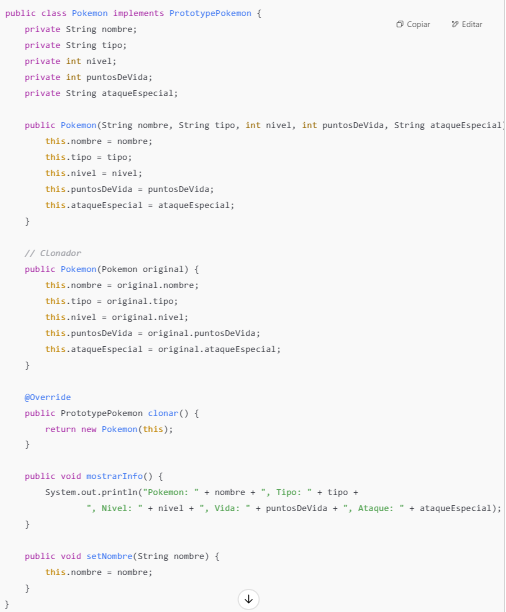 public class Pokemon implements PrototypePokemon {
Copiar Editar
    private String nombre;
    private String tipo;
    private int nivel;
    private int puntosDeVida;
    private String ataqueEspecial;

    public Pokemon(String nombre, String tipo, int nivel, int puntosDeVida, String ataqueEspecial)
        this.nombre = nombre;
        this.tipo = tipo;
        this.nivel = nivel;
        this.puntosDeVida = puntosDeVida;
        this.ataqueEspecial = ataqueEspecial;
    }

    // Clonador
    public Pokemon(Pokemon original) {
        this.nombre = original.nombre;
        this.tipo = original.tipo;
        this.nivel = original.nivel;
        this.puntosDeVida = original.puntosDeVida;
        this.ataqueEspecial = original.ataqueEspecial;
    }

    @Override
    public PrototypePokemon clonar() {
        return new Pokemon(this);
    }

    public void mostrarInfo() {
        System.out.println("Pokemon: " + nombre + ", Tipo: " + tipo +
                ", Nivel: " + nivel + ", Vida: " + puntosDeVida + ", Ataque: " + ataqueEspecial);
    }

    public void setNombre(String nombre) {
        this.nombre = nombre;
    }
}